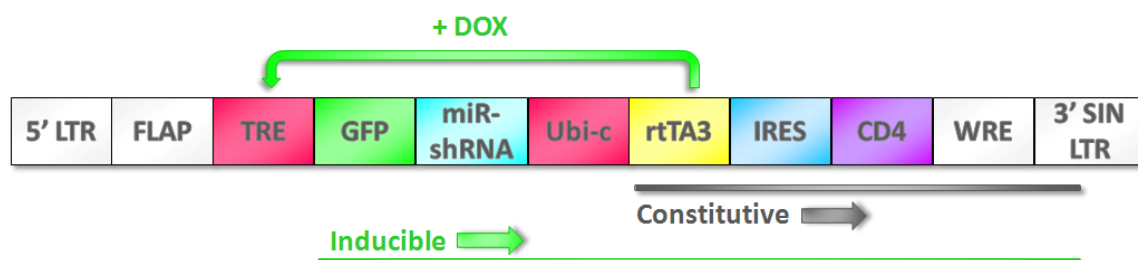 + DOX
5' LTR FLAP TRE GFP miR-shRNA Ubi-c rtTA3 IRES CD4 WRE 3' SIN LTR
Constitutive
Inducible